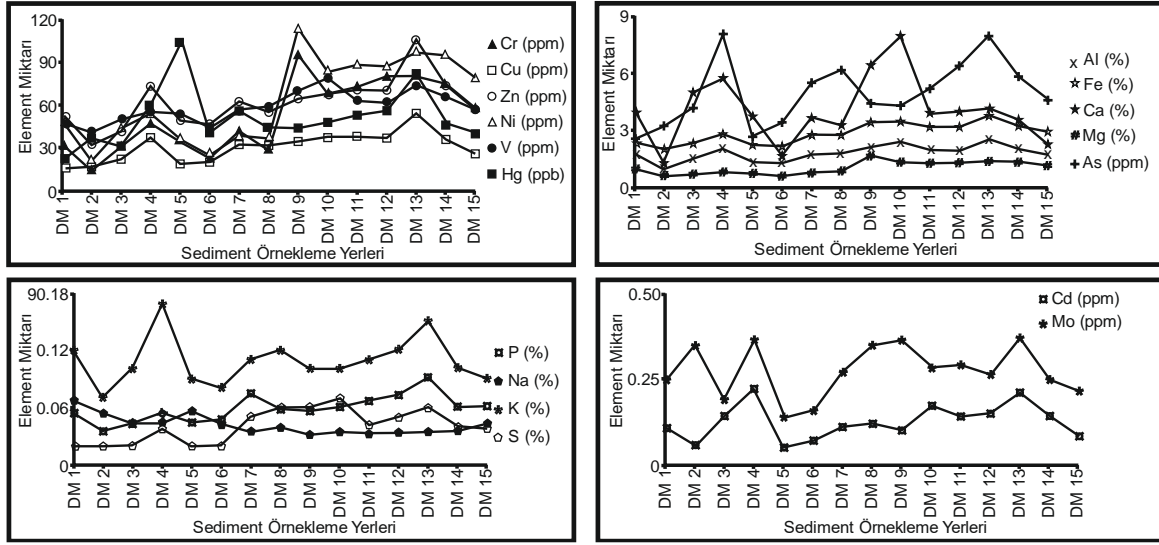 Element Miktarı
120
90
60
30
0
Cr (ppm)
Cu (ppm)
Zn (ppm)
Ni (ppm)
V (ppm)
Hg (ppb)
DM 1
DM 2
DM 3
DM 4
DM 5
DM 6
DM 7
DM 8
DM 9
DM 10
DM 11
DM 12
DM 13
DM 14
DM 15
Sediment Örnekleme Yerleri
Element Miktarı
9
6
3
0
Al (%)
Fe (%)
Ca (%)
Mg (%)
As (ppm)
DM 1
DM 2
DM 3
DM 4
DM 5
DM 6
DM 7
DM 8
DM 9
DM 10
DM 11
DM 12
DM 13
DM 14
DM 15
Sediment Örnekleme Yerleri
Element Miktarı
90.18
0.12
0.06
0
P (%)
Na (%)
K (%)
S (%)
DM 1
DM 2
DM 3
DM 4
DM 5
DM 6
DM 7
DM 8
DM 9
DM 10
DM 11
DM 12
DM 13
DM 14
DM 15
Sediment Örnekleme Yerleri
Element Miktarı
0.50
0.25
0
Cd (ppm)
Mo (ppm)
DM 1
DM 2
DM 3
DM 4
DM 5
DM 6
DM 7
DM 8
DM 9
DM 10
DM 11
DM 12
DM 13
DM 14
DM 15
Sediment Örnekleme Yerleri